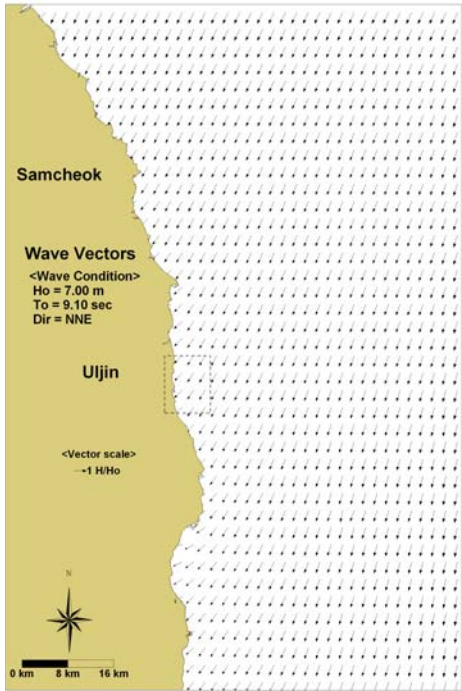 Samcheok
Wave Vectors
<Wave Condition>
Ho = 7.00 m
To = 9.10 sec
Dir = NNE
Uljin
<Vector scale>
1 H/Ho
N
0 km 8 km 16 km